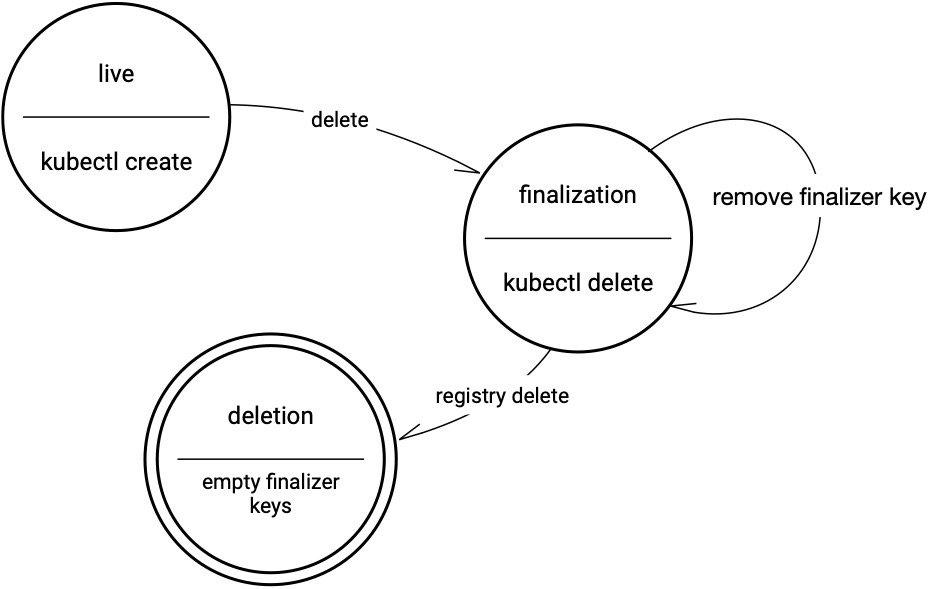 live
kubectl create
delete
finalization
kubectl delete
remove finalizer key
registry delete
deletion
empty finalizer
keys